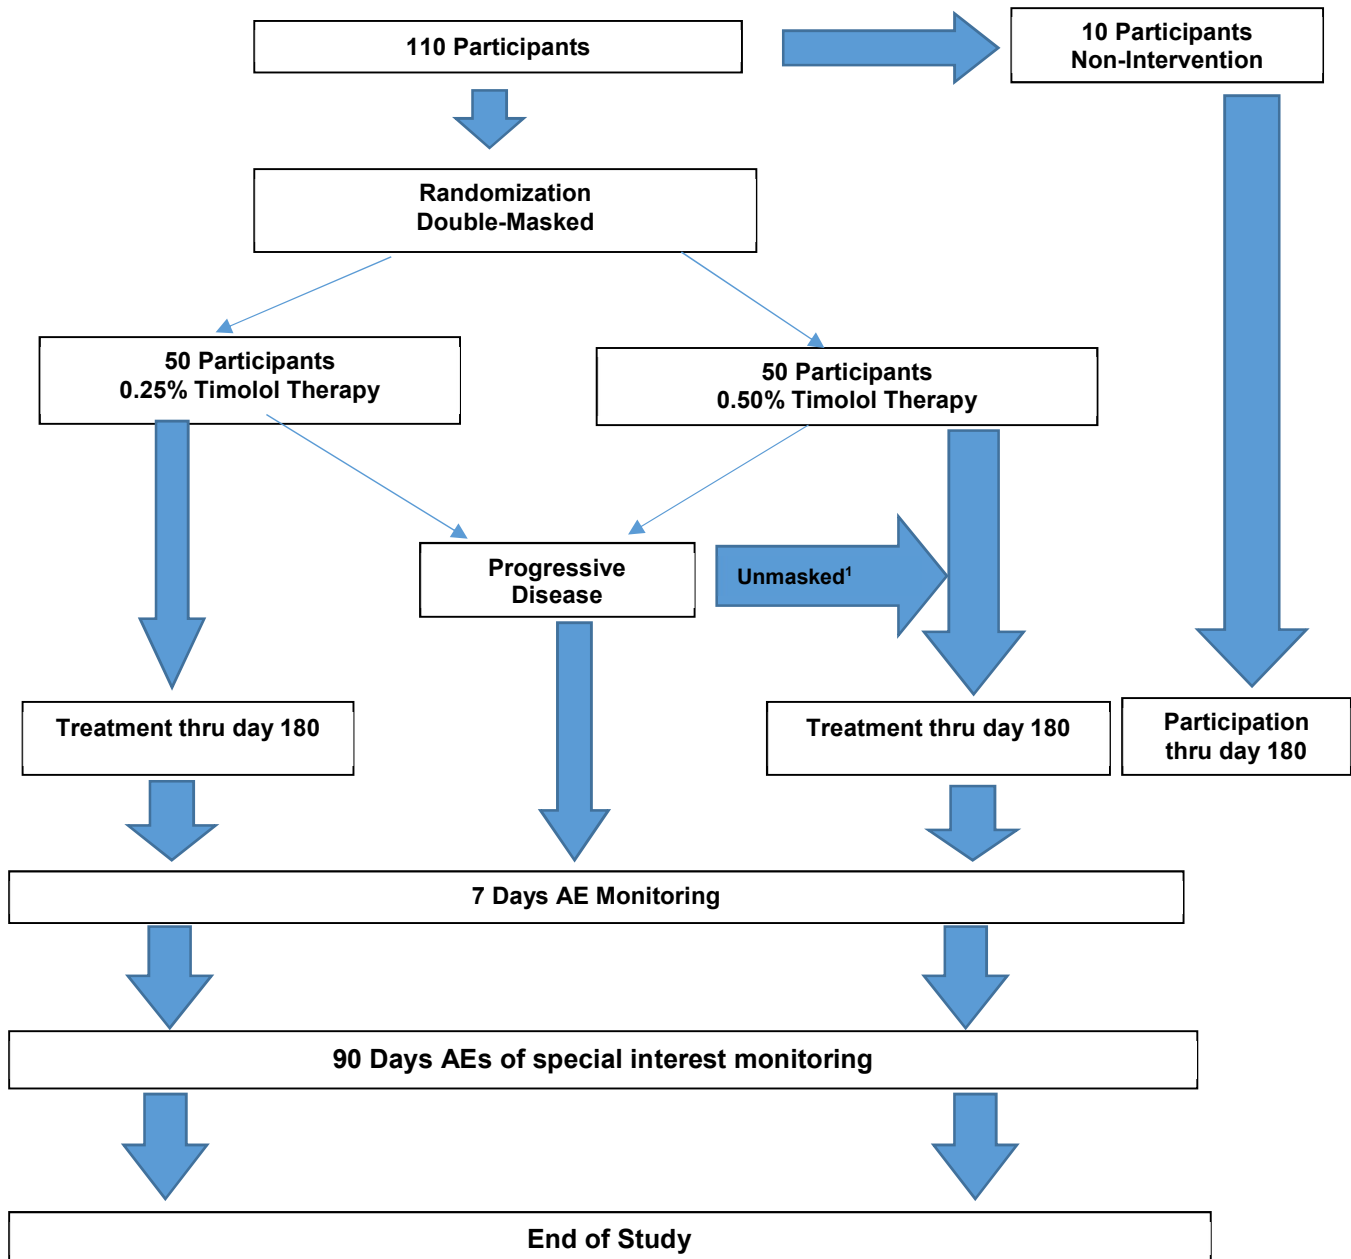 110 Participants
10 Participants
Non-Intervention
Randomization
Double-Masked
50 Participants
0.25% Timolol Therapy
50 Participants
0.50% Timolol Therapy
Progressive
Disease
Unmasked¹
Treatment thru day 180
Treatment thru day 180
Participation
thru day 180
7 Days AE Monitoring
90 Days AEs of special interest monitoring
End of Study